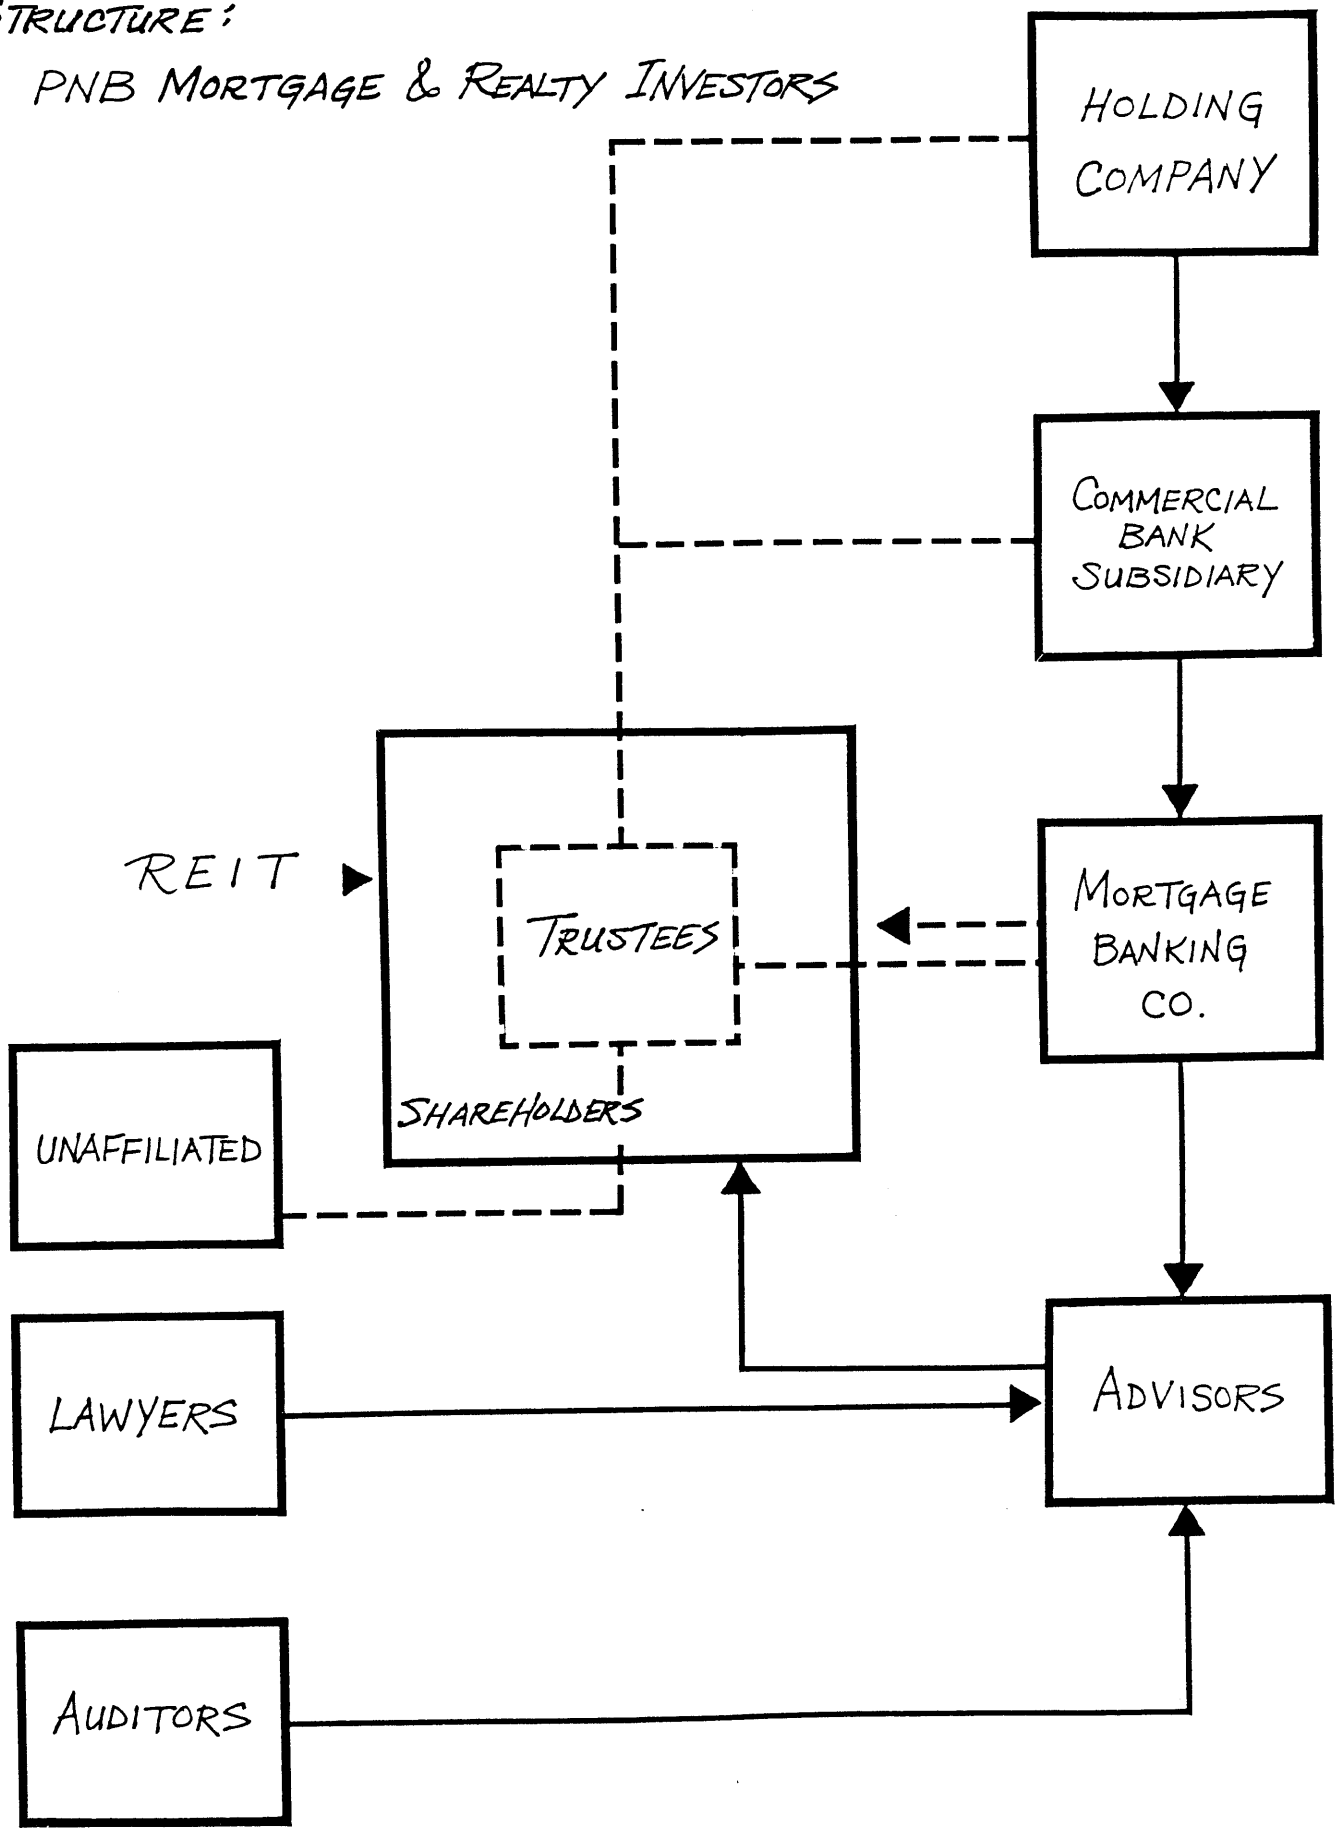 STRUCTURE:
PNB MORTGAGE & REALTY INVESTORS
HOLDING
COMPANY
COMMERCIAL
BANK
SUBSIDIARY
REIT
TRUSTEES
SHAREHOLDERS
MORTGAGE
BANKING
CO.
UNAFFILIATED
LAWYERS
ADVISORS
AUDITORS